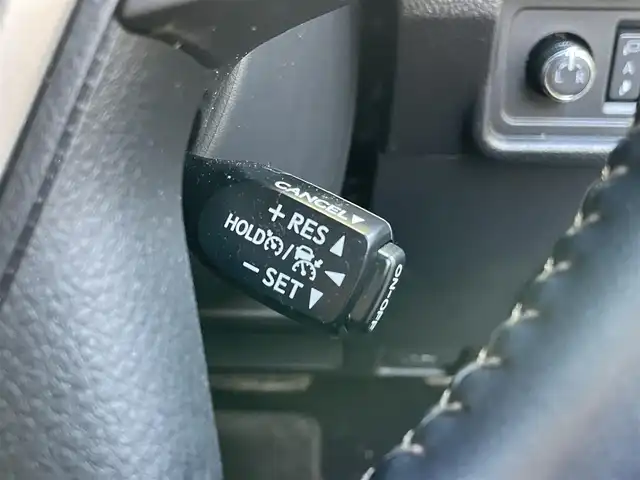 CANCEL▼
+ RES ▲
HOLD / ◀
− SET ▼
ON-OFF
L R
A